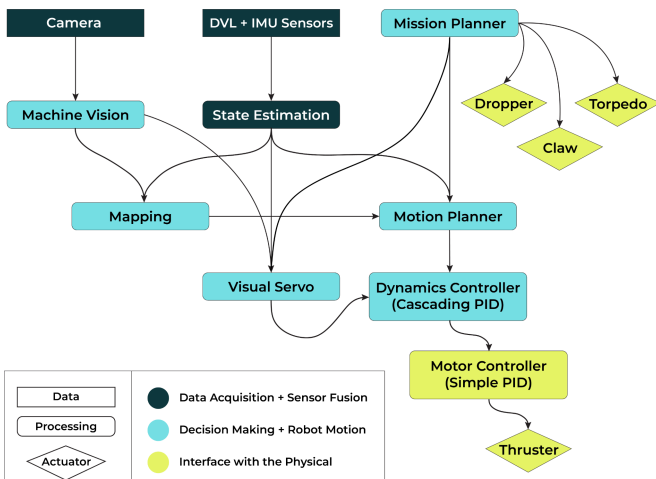 Camera
DVL + IMU Sensors
Mission Planner
Dropper
Torpedo
Machine Vision
State Estimation
Claw
Mapping
Motion Planner
Visual Servo
Dynamics Controller
(Cascading PID)
Motor Controller
(Simple PID)
Thruster
Data
Processing
Actuator
Data Acquisition + Sensor Fusion
Decision Making + Robot Motion
Interface with the Physical